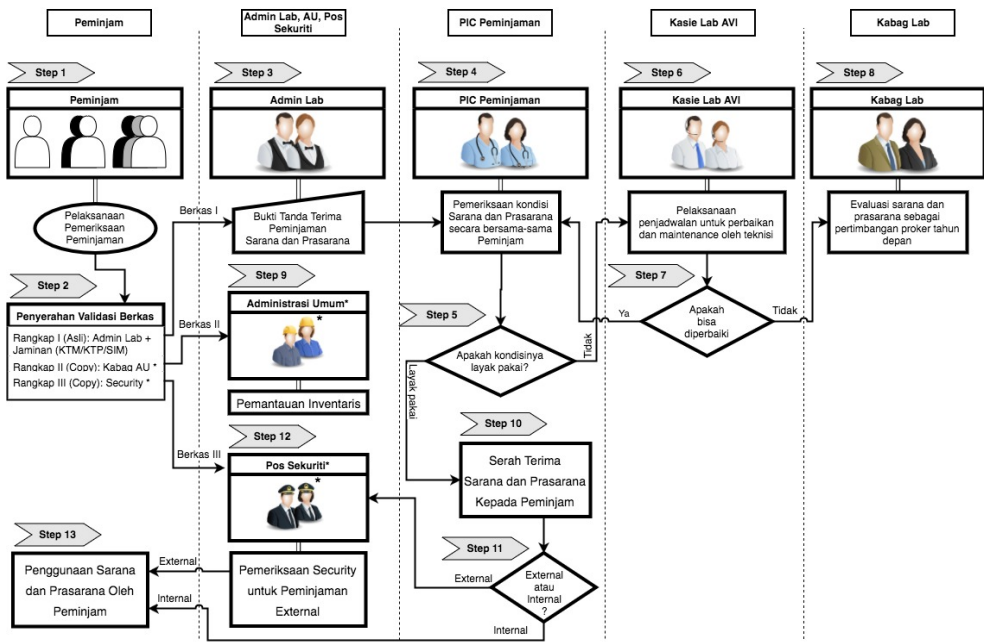 Peminjam
Admin Lab, AU, Pos
Sekuriti
PIC Peminjaman
Kasie Lab AVI
Kabag Lab
Step 1
Step 3
Step 4
Step 6
Step 8
Peminjam
Admin Lab
PIC Peminjaman
Kasie Lab AVI
Kabag Lab
Pelaksanaan
Pemeriksaan
Peminjaman
Berkas I
Bukti Tanda Terima
Peminjaman
Sarana dan Prasarana
Pemeriksaan kondisi
Sarana dan Prasarana
secara bersama-sama
Peminjam
Pelaksanaan
penjadwalan untuk perbaikan
dan maintenance oleh teknisi
Evaluasi sarana dan
prasarana sebagai
pertimbangan proker tahun
depan
Step 2
Penyerahan Validasi Berkas
Rangkap I (Asli): Admin Lab +
Jaminan (KTM/KTP/SIM)
Rangkap II (Copy): Kabag AU *
Rangkap III (Copy): Security *
Berkas II
Step 9
Administrasi Umum*
*
Pemantauan Inventaris
Step 5
Apakah kondisinya
layak pakai?
Tidak
Layak pakai
Step 7
Apakah
bisa
diperbaiki
Ya
Tidak
Step 10
Serah Terima
Sarana dan Prasarana
Kepada Peminjam
Berkas III
Step 12
Pos Sekuriti*
*
Step 11
External
atau
Internal
?
External
Internal
Pemeriksaan Security
untuk Peminjaman
External
Step 13
Penggunaan Sarana
dan Prasarana Oleh
Peminjam
External
Internal